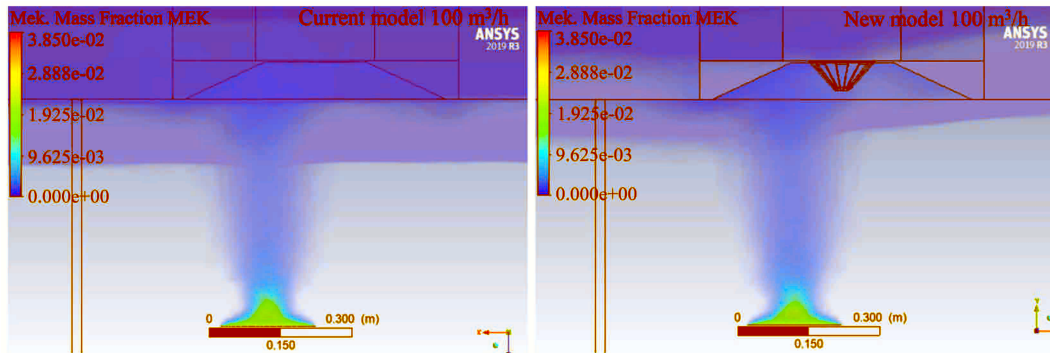 Mek. Mass Fraction MEK
Current model 100 m³/h
ANSYS
2019 R3
3.850e-02
2.888e-02
1.925e-02
9.625e-03
0.000e+00
0
0.300
(m)
0.150
Mek. Mass Fraction MEK
New model 100 m³/h
ANSYS
2019 R3
3.850e-02
2.888e-02
1.925e-02
9.625e-03
0.000e+00
0
0.300
(m)
0.150
Y